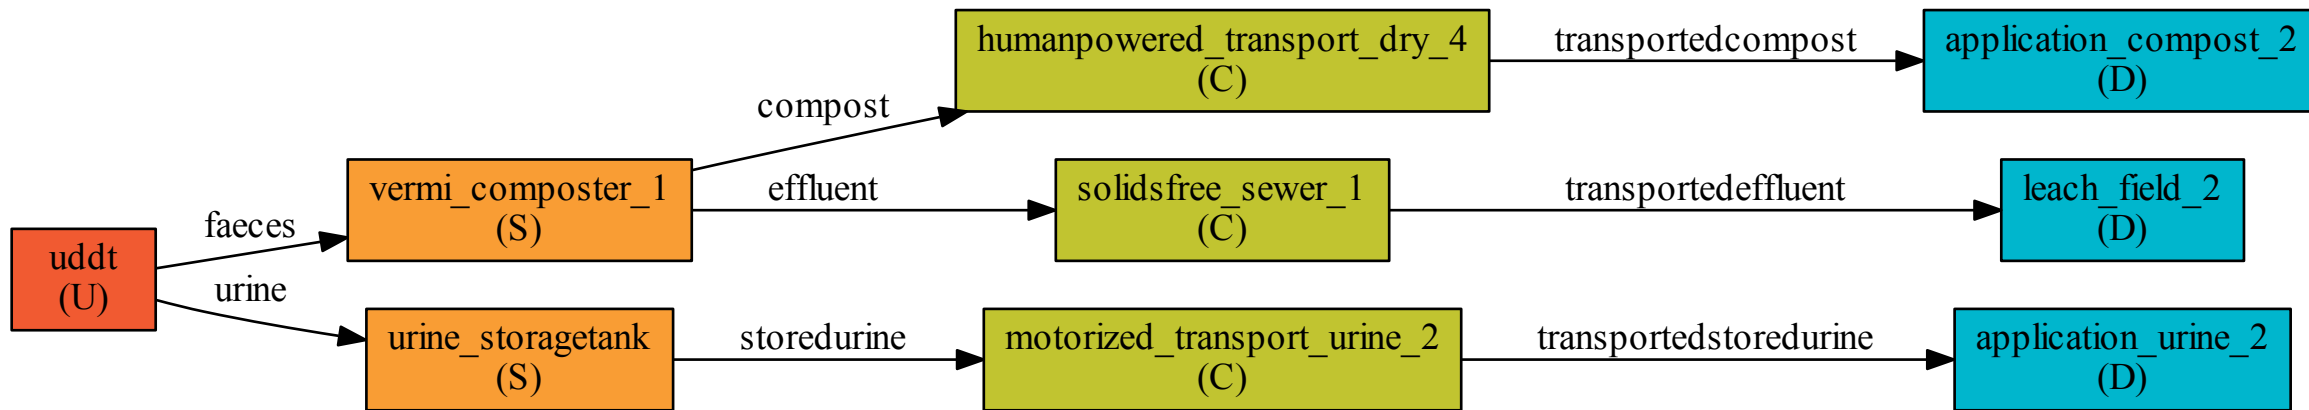 uddt
(U)
faeces
urine
vermi_composter_1
(S)
urine_storagetank
(S)
compost
effluent
storedurine
humanpowered_transport_dry_4
(C)
solidsfree_sewer_1
(C)
motorized_transport_urine_2
(C)
transportedcompost
transportedeffluent
transportedstoredurine
application_compost_2
(D)
leach_field_2
(D)
application_urine_2
(D)